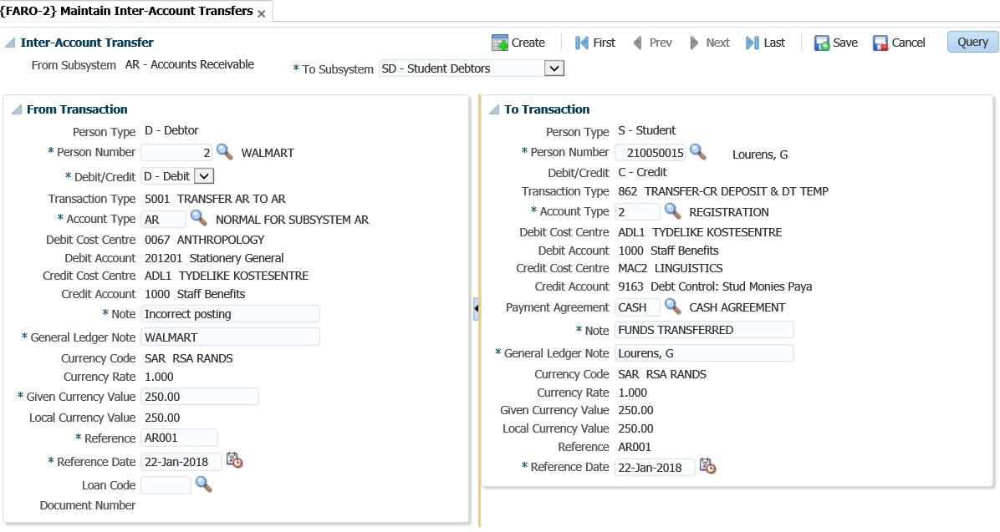 {FARO-2} Maintain Inter-Account Transfers x
Inter-Account Transfer Create First Prev Next Last Save Cancel Query
From Subsystem AR - Accounts Receivable * To Subsystem SD - Student Debtors
From Transaction
Person Type D - Debtor
* Person Number 2 WALMART
* Debit/Credit D - Debit
Transaction Type 5001 TRANSFER AR TO AR
* Account Type AR NORMAL FOR SUBSYSTEM AR
Debit Cost Centre 0067 ANTHROPOLOGY
Debit Account 201201 Stationery General
Credit Cost Centre ADL1 TYDELIKE KOSTESENTRE
Credit Account 1000 Staff Benefits
* Note Incorrect posting
* General Ledger Note WALMART
Currency Code SAR RSA RANDS
Currency Rate 1.000
* Given Currency Value 250.00
Local Currency Value 250.00
* Reference AR001
* Reference Date 22-Jan-2018
Loan Code
Document Number
To Transaction
Person Type S - Student
* Person Number 210050015 Lourens, G
Debit/Credit C - Credit
Transaction Type 862 TRANSFER-CR DEPOSIT & DT TEMP
* Account Type 2 REGISTRATION
Debit Cost Centre ADL1 TYDELIKE KOSTESENTRE
Debit Account 1000 Staff Benefits
Credit Cost Centre MAC2 LINGUISTICS
Credit Account 9163 Debt Control: Stud Monies Paya
Payment Agreement CASH CASH AGREEMENT
* Note FUNDS TRANSFERRED
* General Ledger Note Lourens, G
Currency Code SAR RSA RANDS
Currency Rate 1.000
Given Currency Value 250.00
Local Currency Value 250.00
Reference AR001
* Reference Date 22-Jan-2018